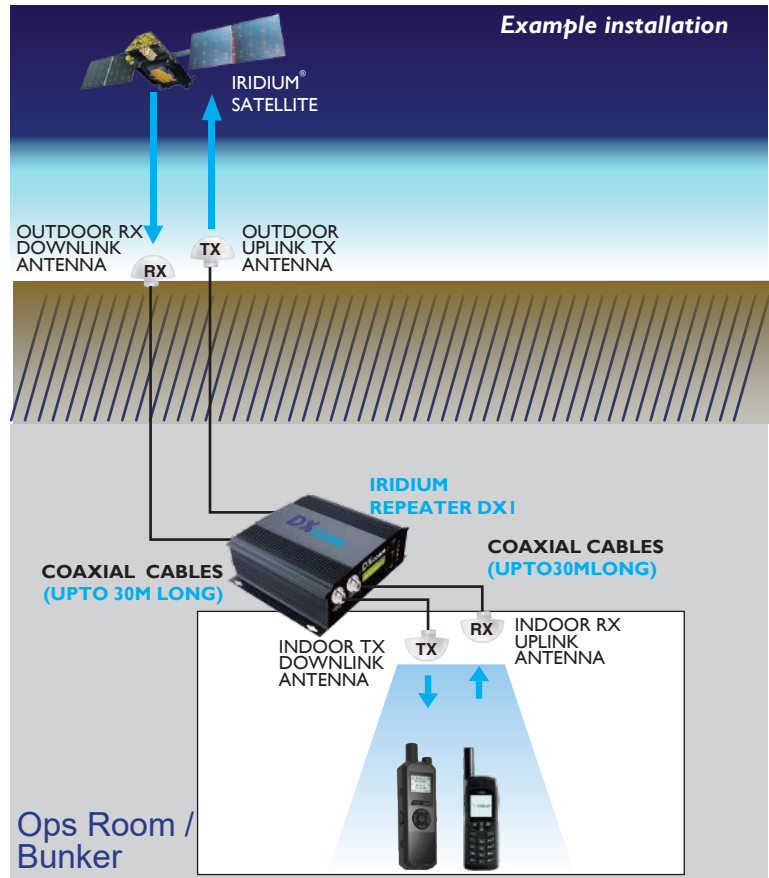 Example installation
IRIDIUM®
SATELLITE
OUTDOOR RX
DOWNLINK
ANTENNA
RX
TX
OUTDOOR
UPLINK TX
ANTENNA
IRIDIUM
REPEATER DX1
DX
COAXIAL CABLES
(UPTO 30M LONG)
COAXIAL CABLES
(UPTO30MLONG)
INDOOR TX
DOWNLINK
ANTENNA
TX
RX
INDOOR RX
UPLINK
ANTENNA
Ops Room /
Bunker